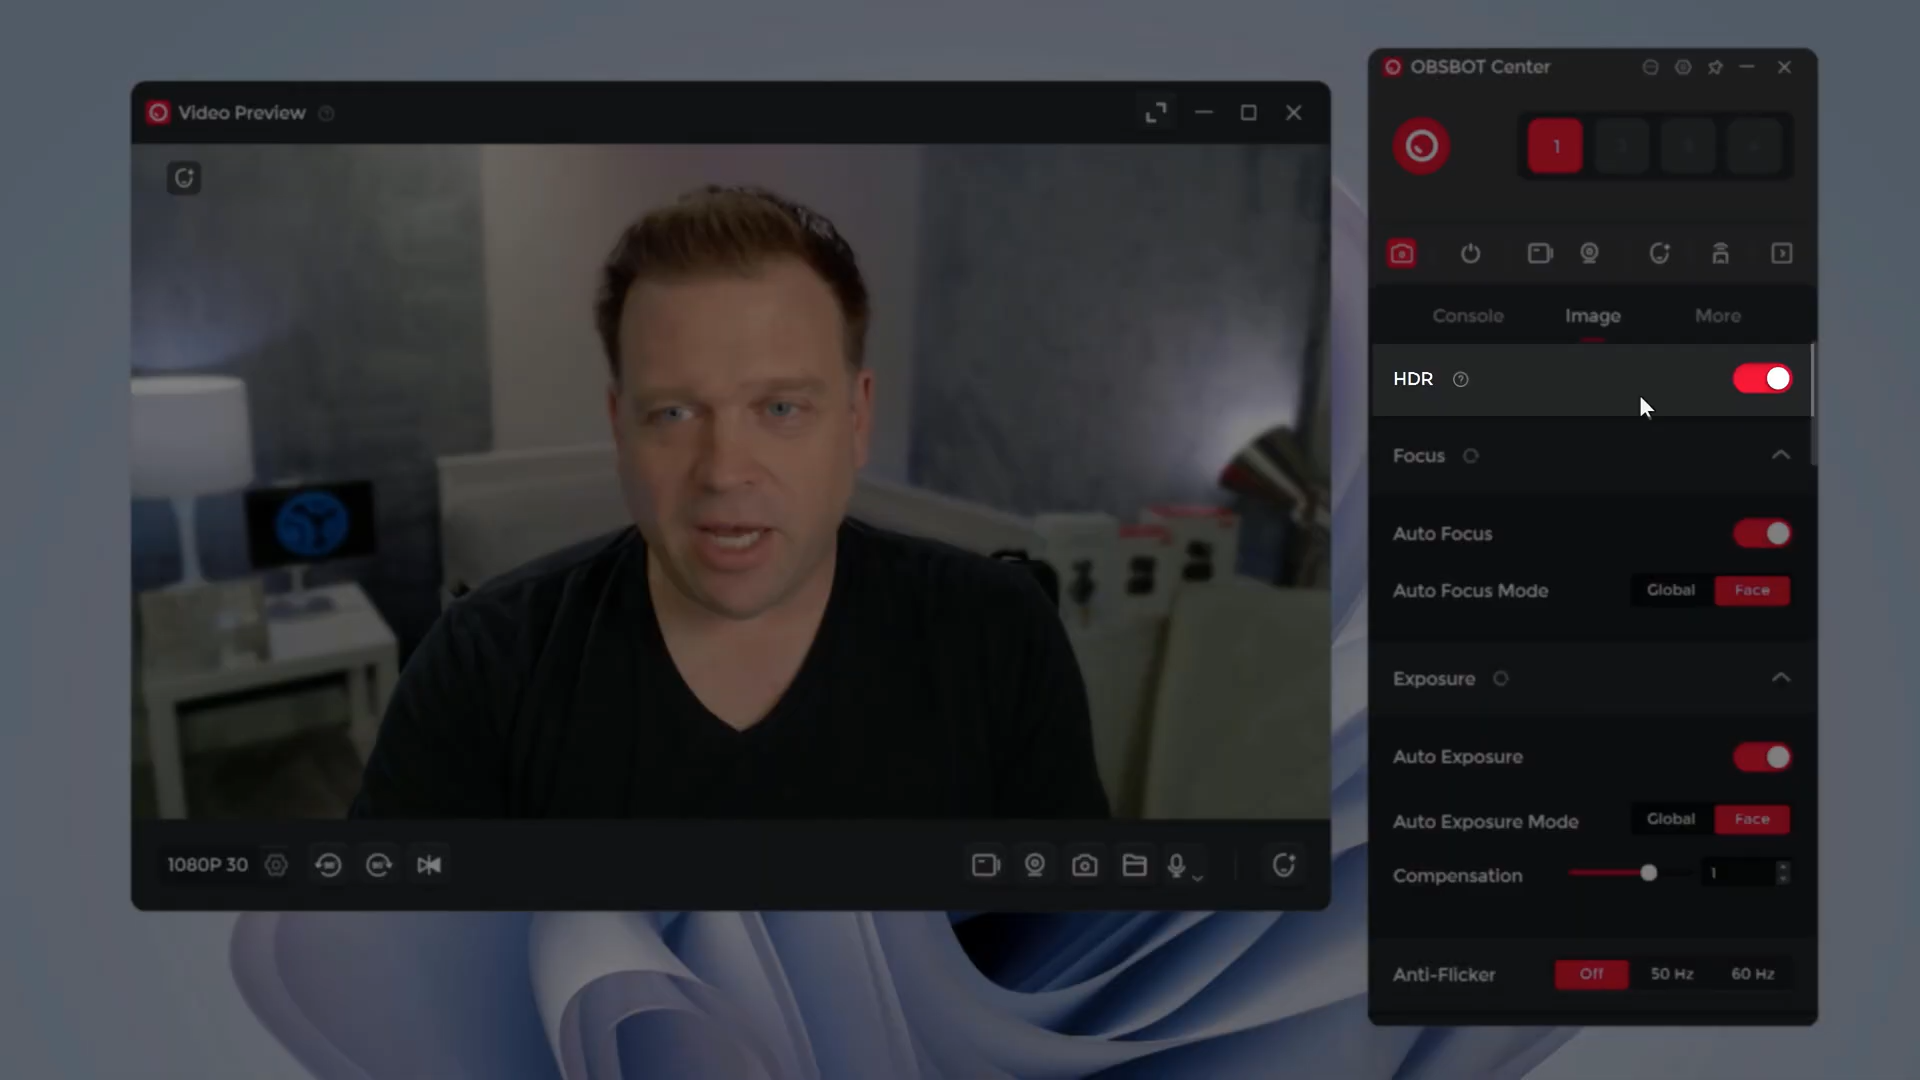 Video Preview
1080P 30
OBSBOT Center
1
Console Image More
HDR
Focus
Auto Focus
Auto Focus Mode Global Face
Exposure
Auto Exposure
Auto Exposure Mode Global Face
Compensation 1
Anti-Flicker Off 50 Hz 60 Hz